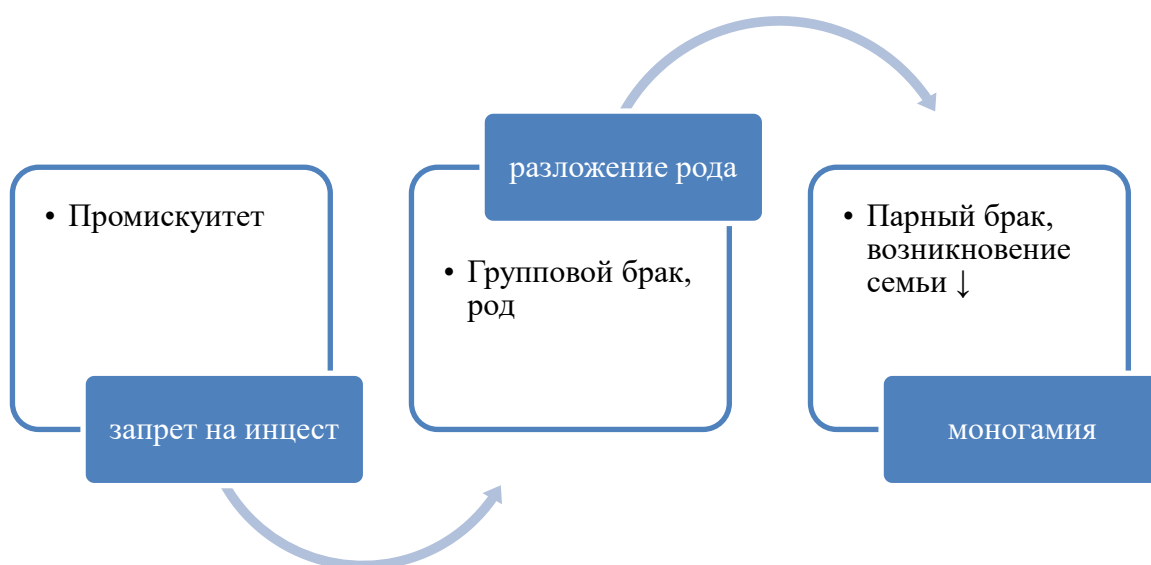 • Промискуитет
запрет на инцест
разложение рода
• Групповой брак,
род
• Парный брак,
возникновение
семьи ↓
моногамия